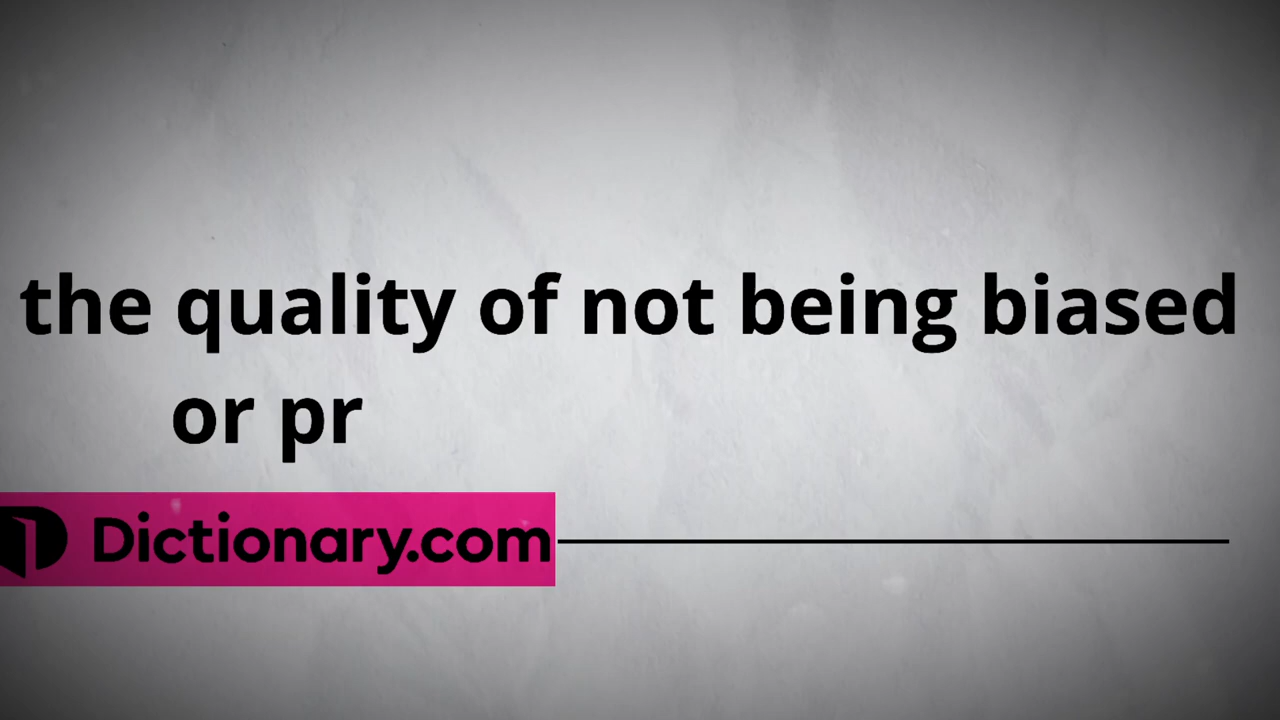 the quality of not being biased
or pr
Dictionary.com